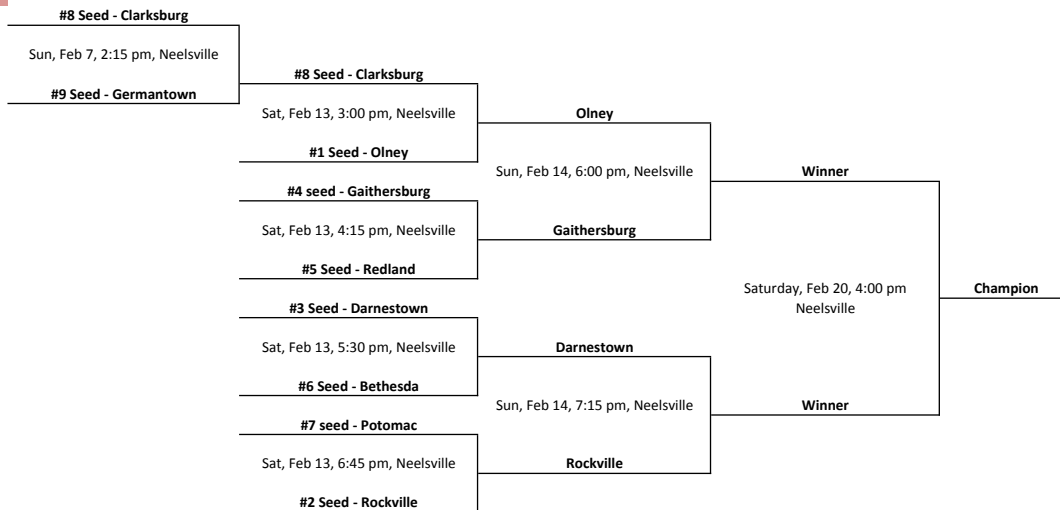 #8 Seed - Clarksburg
Sun, Feb 7, 2:15 pm, Neelsville
#9 Seed - Germantown
#8 Seed - Clarksburg
Sat, Feb 13, 3:00 pm, Neelsville
#1 Seed - Olney
Olney
Sun, Feb 14, 6:00 pm, Neelsville
Gaithersburg
#4 seed - Gaithersburg
Sat, Feb 13, 4:15 pm, Neelsville
#5 Seed - Redland
Winner
Saturday, Feb 20, 4:00 pm
Neelsville
Champion
#3 Seed - Darnestown
Sat, Feb 13, 5:30 pm, Neelsville
#6 Seed - Bethesda
Darnestown
Sun, Feb 14, 7:15 pm, Neelsville
Rockville
Winner
#7 seed - Potomac
Sat, Feb 13, 6:45 pm, Neelsville
#2 Seed - Rockville